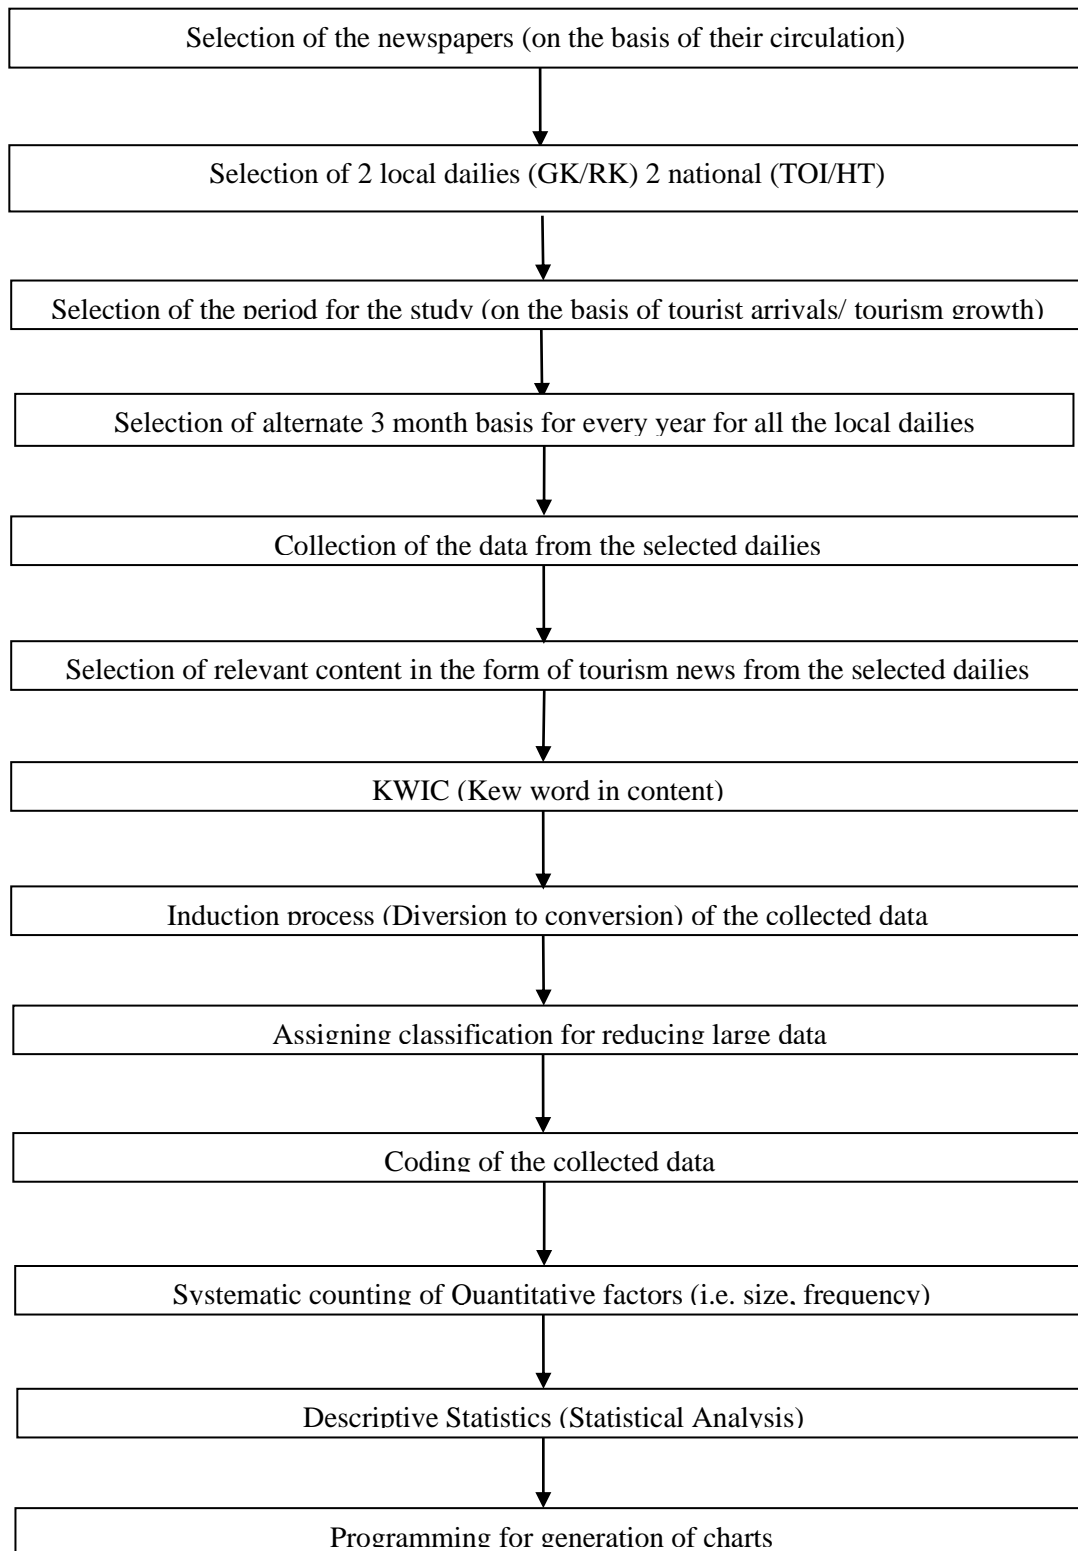 Selection of the newspapers (on the basis of their circulation)
Selection of 2 local dailies (GK/RK) 2 national (TOI/HT)
Selection of the period for the study (on the basis of tourist arrivals/ tourism growth)
Selection of alternate 3 month basis for every year for all the local dailies
Collection of the data from the selected dailies
Selection of relevant content in the form of tourism news from the selected dailies
KWIC (Kew word in content)
Induction process (Diversion to conversion) of the collected data
Assigning classification for reducing large data
Coding of the collected data
Systematic counting of Quantitative factors (i.e. size, frequency)
Descriptive Statistics (Statistical Analysis)
Programming for generation of charts